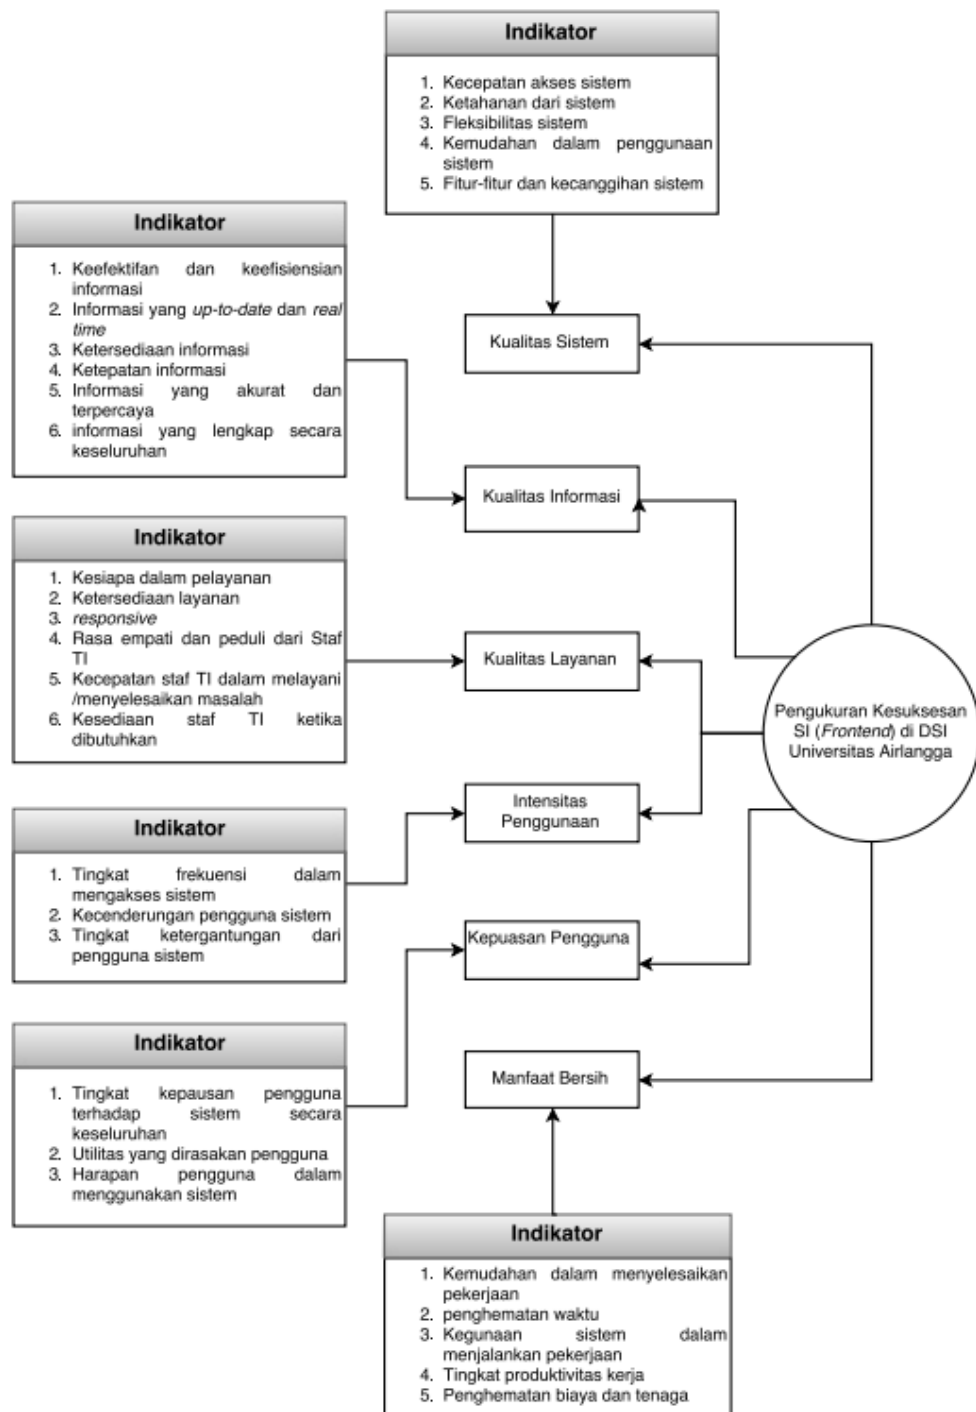 Indikator
1. Kecepatan akses sistem
2. Ketahanan dari sistem
3. Fleksibilitas sistem
4. Kemudahan dalam penggunaan
sistem
5. Fitur-fitur dan kecanggihan sistem
Indikator
1. Keefektifan dan keefisiensian
informasi
2. Informasi yang up-to-date dan real
time
3. Ketersediaan informasi
4. Ketepatan informasi
5. Informasi yang akurat dan
terpercaya
6. informasi yang lengkap secara
keseluruhan
Kualitas Sistem
Kualitas Informasi
Indikator
1. Kesiapa dalam pelayanan
2. Ketersediaan layanan
3. responsive
4. Rasa empati dan peduli dari Staf
TI
5. Kecepatan staf TI dalam melayani
/menyelesaikan masalah
6. Kesediaan staf TI ketika
dibutuhkan
Kualitas Layanan
Pengukuran Kesuksesan
SI (Frontend) di DSI
Universitas Airlangga
Intensitas
Penggunaan
Indikator
1. Tingkat frekuensi dalam
mengakses sistem
2. Kecenderungan pengguna sistem
3. Tingkat ketergantungan dari
pengguna sistem
Kepuasan Pengguna
Indikator
1. Tingkat kepausan pengguna
terhadap sistem secara
keseluruhan
2. Utilitas yang dirasakan pengguna
3. Harapan pengguna dalam
menggunakan sistem
Manfaat Bersih
Indikator
1. Kemudahan dalam menyelesaikan
pekerjaan
2. penghematan waktu
3. Kegunaan sistem dalam
menjalankan pekerjaan
4. Tingkat produktivitas kerja
5. Penghematan biaya dan tenaga